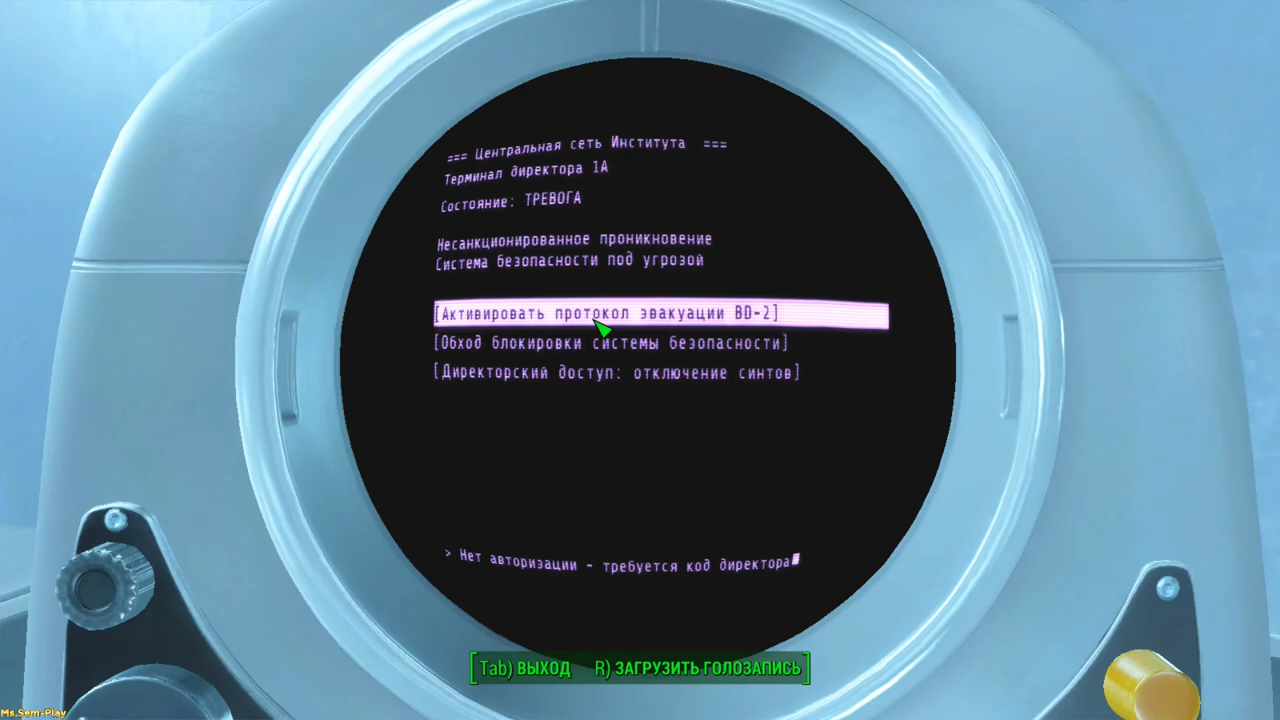 === Центральная сеть Института ===
Терминал директора 1А
Состояние: ТРЕВОГА
Несанкционированное проникновение
Система безопасности под угрозой
[Активировать протокол эвакуации BD-2]
[Обход блокировки системы безопасности]
[Директорский доступ: отключение синтов]
> Нет авторизации - требуется код директора
[Tab) ВЫХОД R) ЗАГРУЗИТЬ ГОЛОЗАПИСЬ]
Ms.Sem-Play